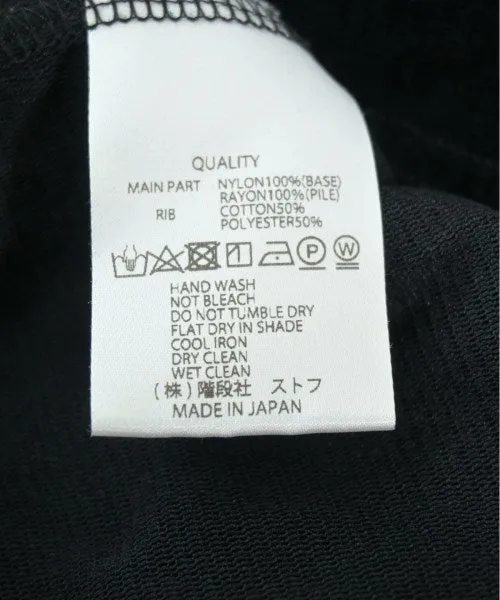 QUALITY
MAIN PART NYLON100%(BASE)
RAYON100%(PILE)
RIB COTTON50%
POLYESTER50%
P W
HAND WASH
NOT BLEACH
DO NOT TUMBLE DRY
FLAT DRY IN SHADE
COOL IRON
DRY CLEAN
WET CLEAN
(株)階段社 ストフ
MADE IN JAPAN